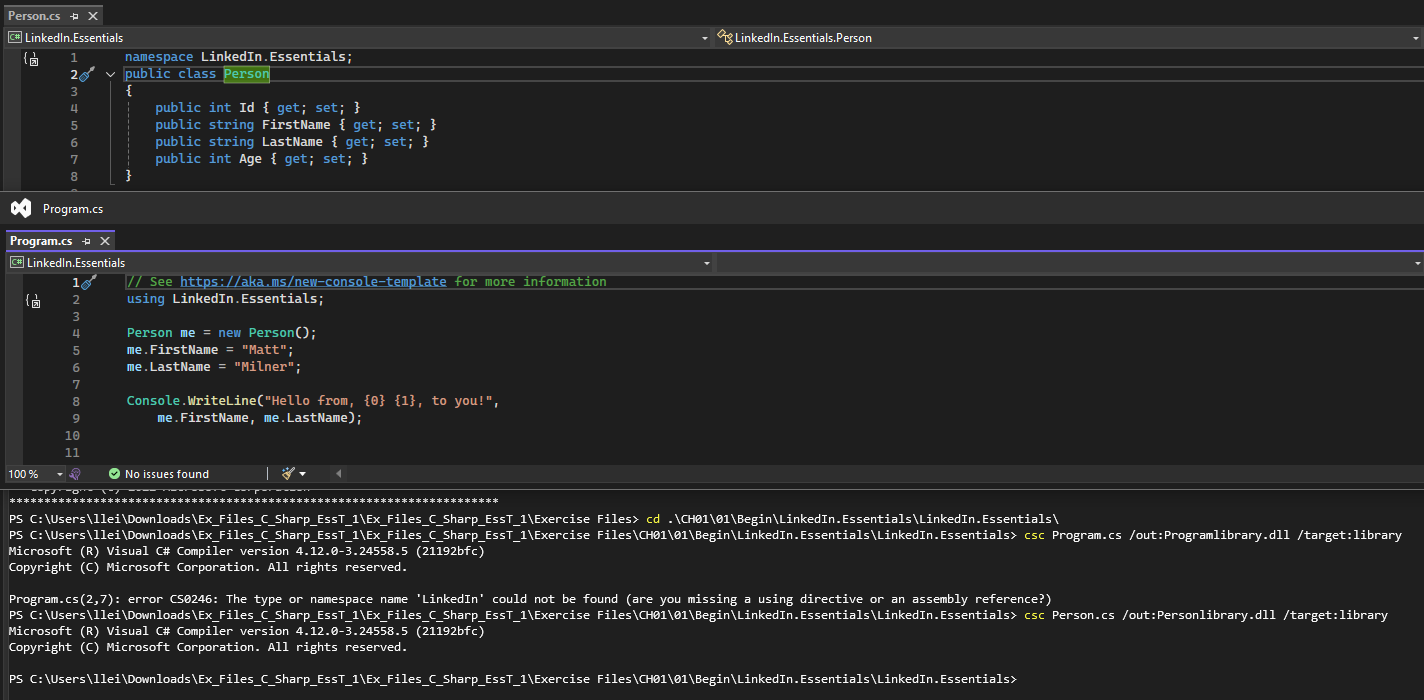 Person.cs
LinkedIn.Essentials LinkedIn.Essentials.Person
1 namespace LinkedIn.Essentials;
2 public class Person
3 {
4 public int Id { get; set; }
5 public string FirstName { get; set; }
6 public string LastName { get; set; }
7 public int Age { get; set; }
8 }
Program.cs
Program.cs
LinkedIn.Essentials
1 // See https://aka.ms/new-console-template for more information
2 using LinkedIn.Essentials;
3
4 Person me = new Person();
5 me.FirstName = "Matt";
6 me.LastName = "Milner";
7
8 Console.WriteLine("Hello from, {0} {1}, to you!",
9 me.FirstName, me.LastName);
10
11
100 % No issues found
**********************************************************************
PS C:\Users\llei\Downloads\Ex_Files_C_Sharp_EssT_1\Ex_Files_C_Sharp_EssT_1\Exercise Files> cd .\CH01\01\Begin\LinkedIn.Essentials\LinkedIn.Essentials\
PS C:\Users\llei\Downloads\Ex_Files_C_Sharp_EssT_1\Ex_Files_C_Sharp_EssT_1\Exercise Files\CH01\01\Begin\LinkedIn.Essentials\LinkedIn.Essentials> csc Program.cs /out:Programlibrary.dll /target:library
Microsoft (R) Visual C# Compiler version 4.12.0-3.24558.5 (21192bfc)
Copyright (C) Microsoft Corporation. All rights reserved.
Program.cs(2,7): error CS0246: The type or namespace name 'LinkedIn' could not be found (are you missing a using directive or an assembly reference?)
PS C:\Users\llei\Downloads\Ex_Files_C_Sharp_EssT_1\Ex_Files_C_Sharp_EssT_1\Exercise Files\CH01\01\Begin\LinkedIn.Essentials\LinkedIn.Essentials> csc Person.cs /out:Personlibrary.dll /target:library
Microsoft (R) Visual C# Compiler version 4.12.0-3.24558.5 (21192bfc)
Copyright (C) Microsoft Corporation. All rights reserved.
PS C:\Users\llei\Downloads\Ex_Files_C_Sharp_EssT_1\Ex_Files_C_Sharp_EssT_1\Exercise Files\CH01\01\Begin\LinkedIn.Essentials\LinkedIn.Essentials>